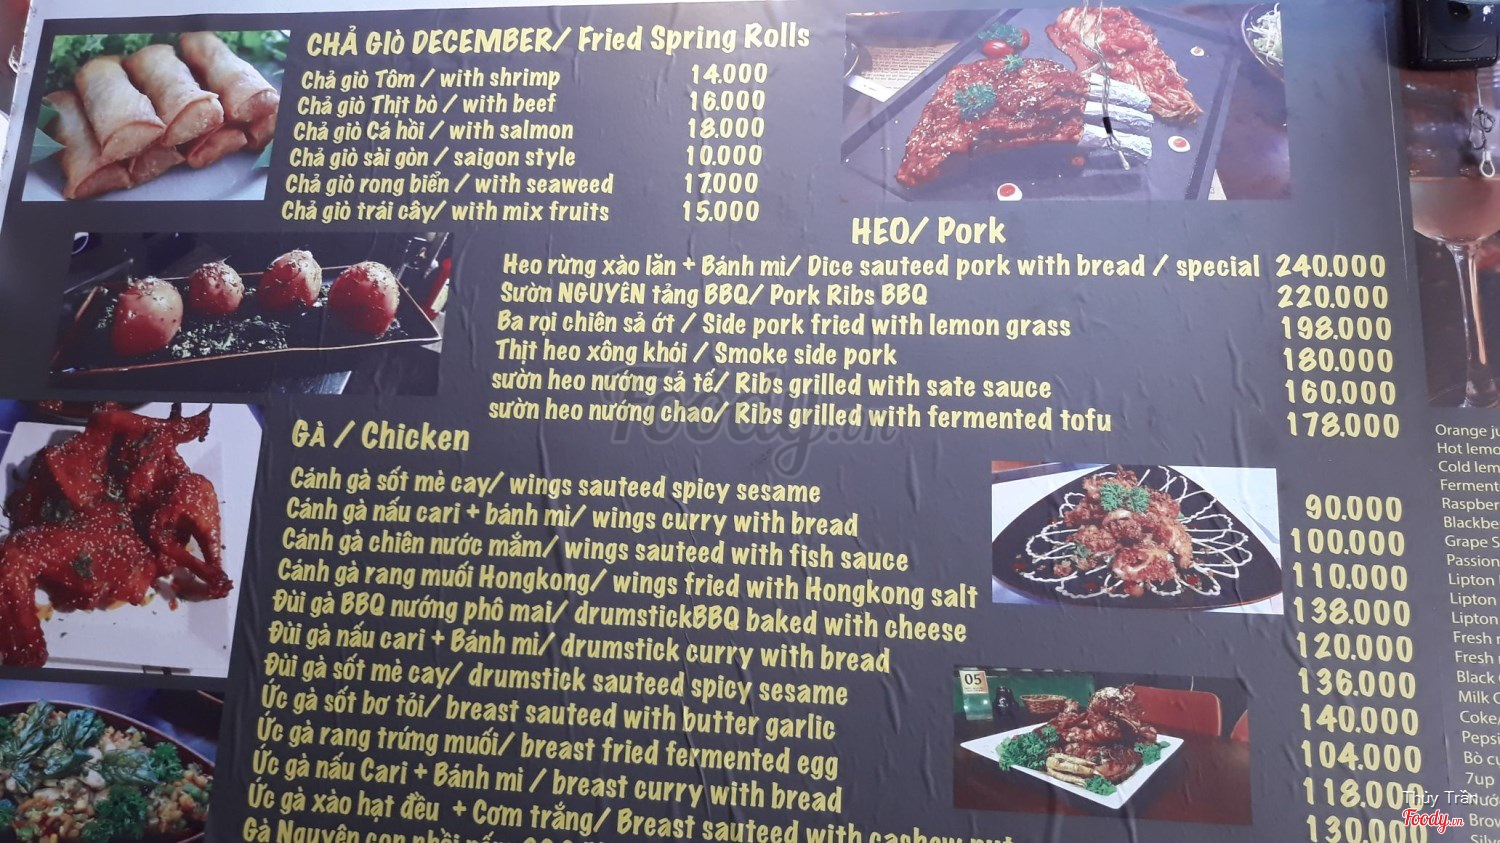 CHẢ GIÒ DECEMBER/ Fried Spring Rolls
Chả giò Tôm / with shrimp 14.000
Chả giò Thịt bò / with beef 16.000
Chả giò Cá hồi / with salmon 18.000
Chả giò sài gòn / saigon style 10.000
Chả giò rong biển / with seaweed 17.000
Chả giò trái cây/ with mix fruits 15.000
HEO/ Pork
Heo rừng xào lăn + Bánh mì/ Dice sauteed pork with bread / special 240.000
Sườn NGUYÊN tảng BBQ/ Pork Ribs BBQ 220.000
Ba rọi chiên sả ớt / Side pork fried with lemon grass 198.000
Thịt heo xông khói / Smoke side pork 180.000
sườn heo nướng sả tế/ Ribs grilled with sate sauce 160.000
sườn heo nướng chao/ Ribs grilled with fermented tofu 178.000
GÀ / Chicken
Cánh gà sốt mè cay/ wings sauteed spicy sesame 90.000
Cánh gà nấu cari + bánh mì/ wings curry with bread 100.000
Cánh gà chiên nước mắm/ wings sauteed with fish sauce 110.000
Cánh gà rang muối Hongkong/ wings fried with Hongkong salt 138.000
Đùi gà BBQ nướng phô mai/ drumstickBBQ baked with cheese 120.000
Đùi gà nấu cari + Bánh mì/ drumstick curry with bread 136.000
Đùi gà sốt mè cay/ drumstick sauteed spicy sesame 140.000
Ức gà sốt bơ tỏi/ breast sauteed with butter garlic 104.000
Ức gà rang trứng muối/ breast fried fermented egg 118.000
Ức gà nấu Cari + Bánh mì / breast curry with bread 130.000
Ức gà xào hạt đều + Cơm trắng/ Breast sauteed with cashew nut
Gà Nguyên con nhồi nấm
05
Orange
Hot
Cold
Ferment
Grape
Passion
Lipton
Lipton
Lipton
Fresh
Fresh
Black
Milk
Coke
Pepsi
Bò
7up
Foody.vn
Thùy Trần
Foody.vn